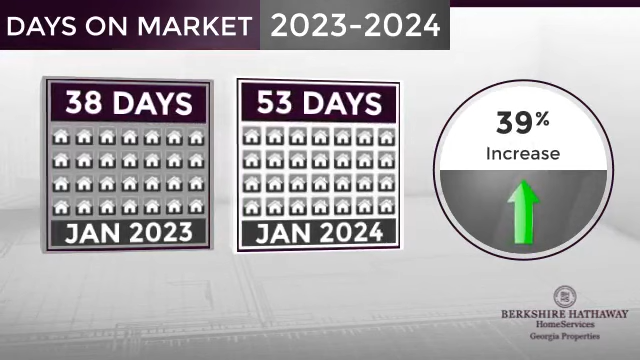 DAYS ON MARKET 2023-2024
38 DAYS
JAN 2023
53 DAYS
JAN 2024
39%
Increase
BERKSHIRE HATHAWAY
HomeServices
Georgia Properties